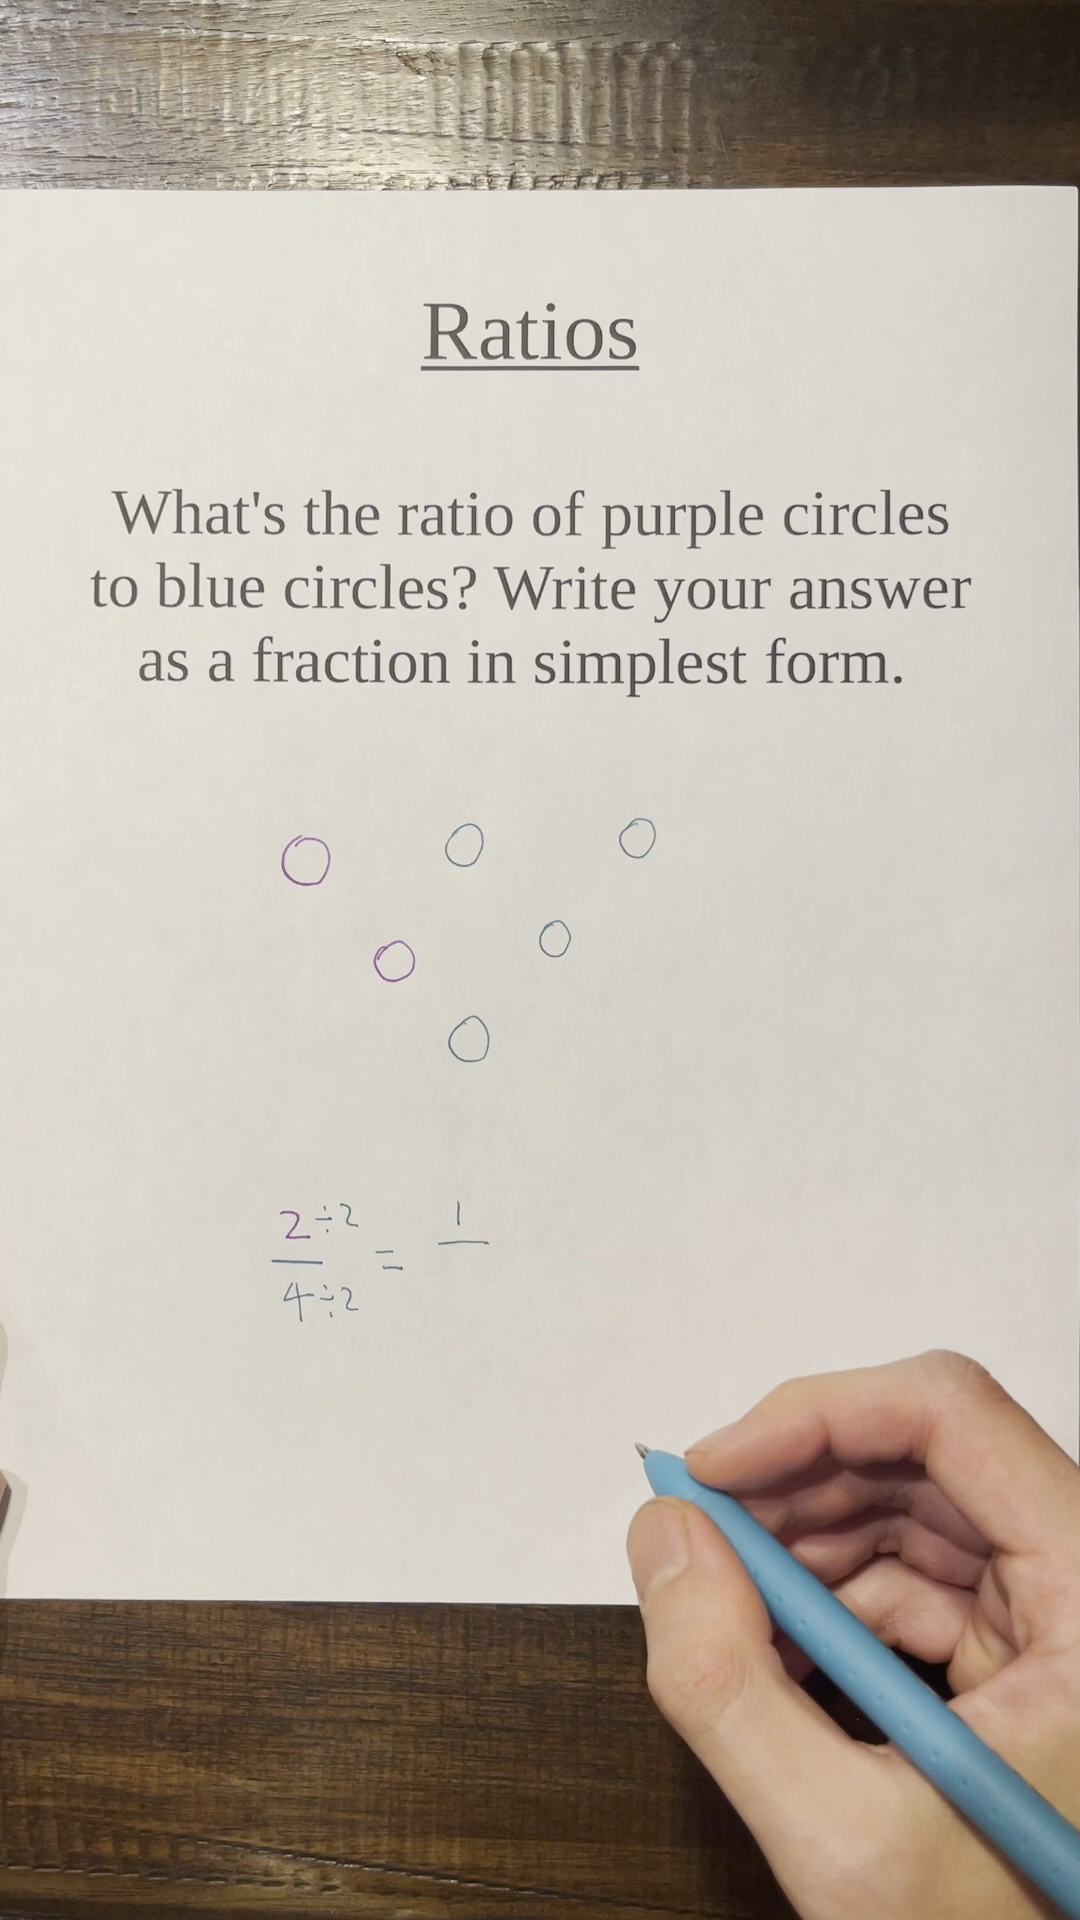 Ratios
What's the ratio of purple circles
to blue circles? Write your answer
as a fraction in simplest form.
2 ÷2 = 1
4 ÷2